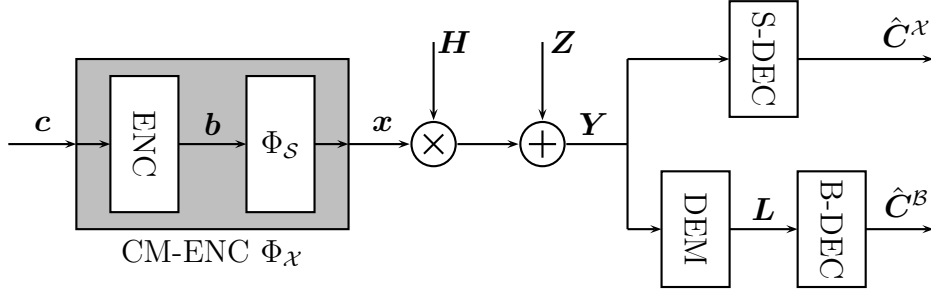 c
ENC
b
Φ_𝒮
x
CM-ENC Φ_𝒳
H
Z
Y
S-DEC
Ĉ^𝒳
DEM
L
B-DEC
Ĉ^ℬ